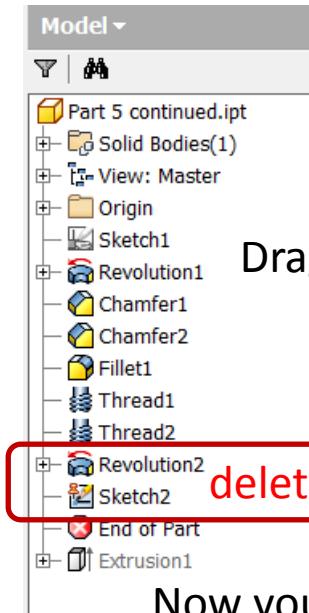 Model
Part 5 continued.ipt
Solid Bodies(1)
View: Master
Origin
Sketch1
Revolution1
Chamfer1
Chamfer2
Fillet1
Thread1
Thread2
Revolution2
Sketch2
End of Part
Extrusion1
Now